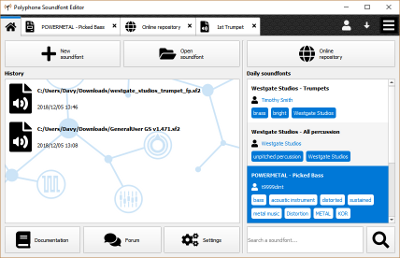 Polyphone Soundfont Editor
POWERMETAL - Picked Bass
Online repository
1st Trumpet
New soundfont
Open soundfont
Online repository
History
C:/Users/Davy/Downloads/westgate_studios_trumpet_fp.sf2
2018/12/05 13:46
C:/Users/Davy/Downloads/GeneralUser GS v1.471.sf2
2018/12/05 13:08
Daily soundfonts
Westgate Studios - Trumpets
Timothy Smith
brass bright Westgate Studios
Westgate Studios - All percussion
Westgate Studios
unpitched percussion Westgate Studios
POWERMETAL - Picked Bass
bass acoustic instrument distorted sustained
metal music Distortion METAL KOR
Documentation
Forum
Settings
Search a soundfont...